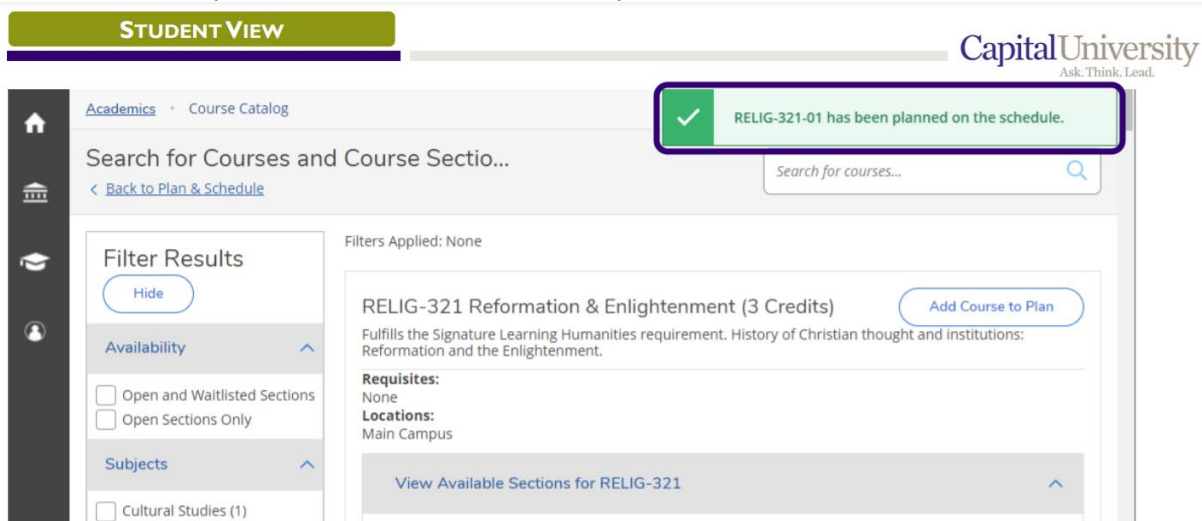 STUDENT VIEW
CapitalUniversity
Ask. Think. Lead.
Academics · Course Catalog
RELIG-321-01 has been planned on the schedule.
Search for Courses and Course Sectio...
< Back to Plan & Schedule
Search for courses...
Filter Results
Hide
Availability
Open and Waitlisted Sections
Open Sections Only
Subjects
Cultural Studies (1)
Filters Applied: None
RELIG-321 Reformation & Enlightenment (3 Credits)
Add Course to Plan
Fulfills the Signature Learning Humanities requirement. History of Christian thought and institutions:
Reformation and the Enlightenment.
Requisites:
None
Locations:
Main Campus
View Available Sections for RELIG-321